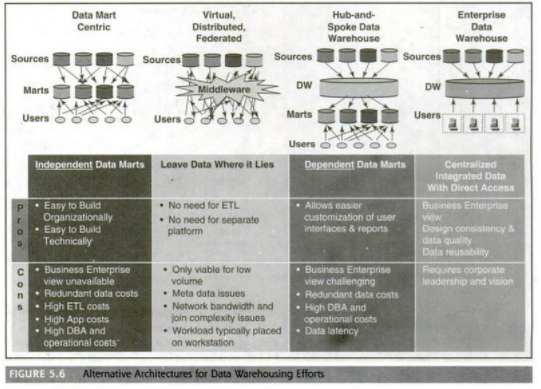 Data Mart
Centric
Virtual,
Distributed,
Federated
Hub-and-
Spoke Data
Warehouse
Enterprise
Data
Warehouse
Sources
Marts
Users
Sources
Middleware
Users
Sources
DW
Marts
Users
Sources
DW
Users
Independent Data Marts
Leave Data Where it Lies
Dependent Data Marts
Centralized
Integrated Data
With Direct Access
Pros
• Easy to Build
Organizationally
• Easy to Build
Technically
• No need for ETL
• No need for separate
platform
• Allows easier
customization of user
interfaces & reports
Business Enterprise
view
Design consistency &
data quality
Data reusability
Cons
• Business Enterprise
view unavailable
• Redundant data costs
• High ETL costs
• High App costs
• High DBA and
operational costs
• Only viable for low
volume
• Meta data issues
• Network bandwidth and
join complexity issues
• Workload typically placed
on workstation
• Business Enterprise
view challenging
• Redundant data costs
• High DBA and
operational costs
• Data latency
Requires corporate
leadership and vision
FIGURE 5.6 Alternative Architectures for Data Warehousing Efforts